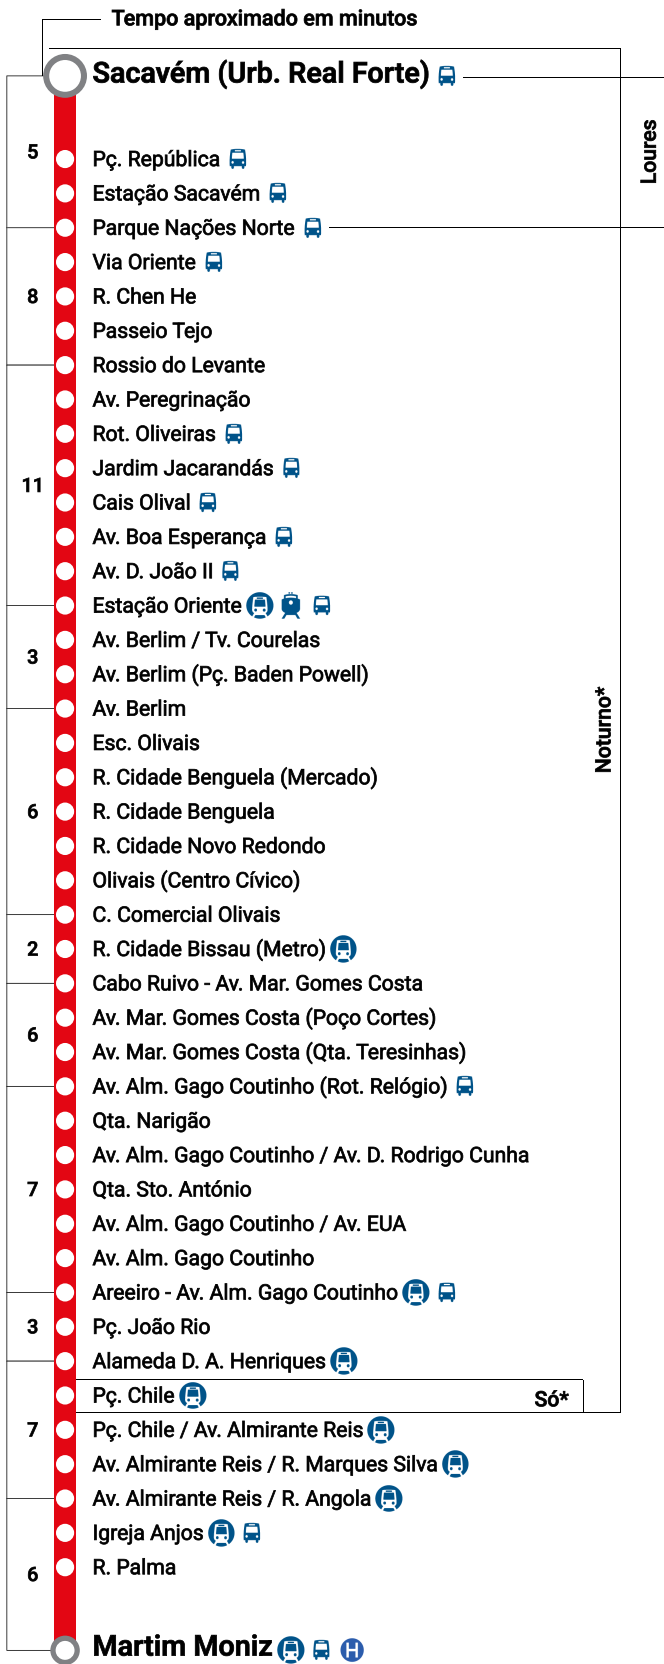 Tempo aproximado em minutos
Sacavém (Urb. Real Forte)
Loures
5
Pç. República
Estação Sacavém
Parque Nações Norte
Via Oriente
8
R. Chen He
Passeio Tejo
Rossio do Levante
Av. Peregrinação
Rot. Oliveiras
Jardim Jacarandás
11
Cais Olival
Av. Boa Esperança
Av. D. João II
Estação Oriente
Av. Berlim / Tv. Courelas
3
Av. Berlim (Pç. Baden Powell)
Av. Berlim
Noturno*
Esc. Olivais
R. Cidade Benguela (Mercado)
6
R. Cidade Benguela
R. Cidade Novo Redondo
Olivais (Centro Cívico)
C. Comercial Olivais
2
R. Cidade Bissau (Metro)
Cabo Ruivo - Av. Mar. Gomes Costa
Av. Mar. Gomes Costa (Poço Cortes)
6
Av. Mar. Gomes Costa (Qta. Teresinhas)
Av. Alm. Gago Coutinho (Rot. Relógio)
Qta. Narigão
Av. Alm. Gago Coutinho / Av. D. Rodrigo Cunha
7
Qta. Sto. António
Av. Alm. Gago Coutinho / Av. EUA
Av. Alm. Gago Coutinho
Areeiro - Av. Alm. Gago Coutinho
3
Pç. João Rio
Alameda D. A. Henriques
Pç. Chile
Só*
7
Pç. Chile / Av. Almirante Reis
Av. Almirante Reis / R. Marques Silva
Av. Almirante Reis / R. Angola
Igreja Anjos
6
R. Palma
Martim Moniz
H